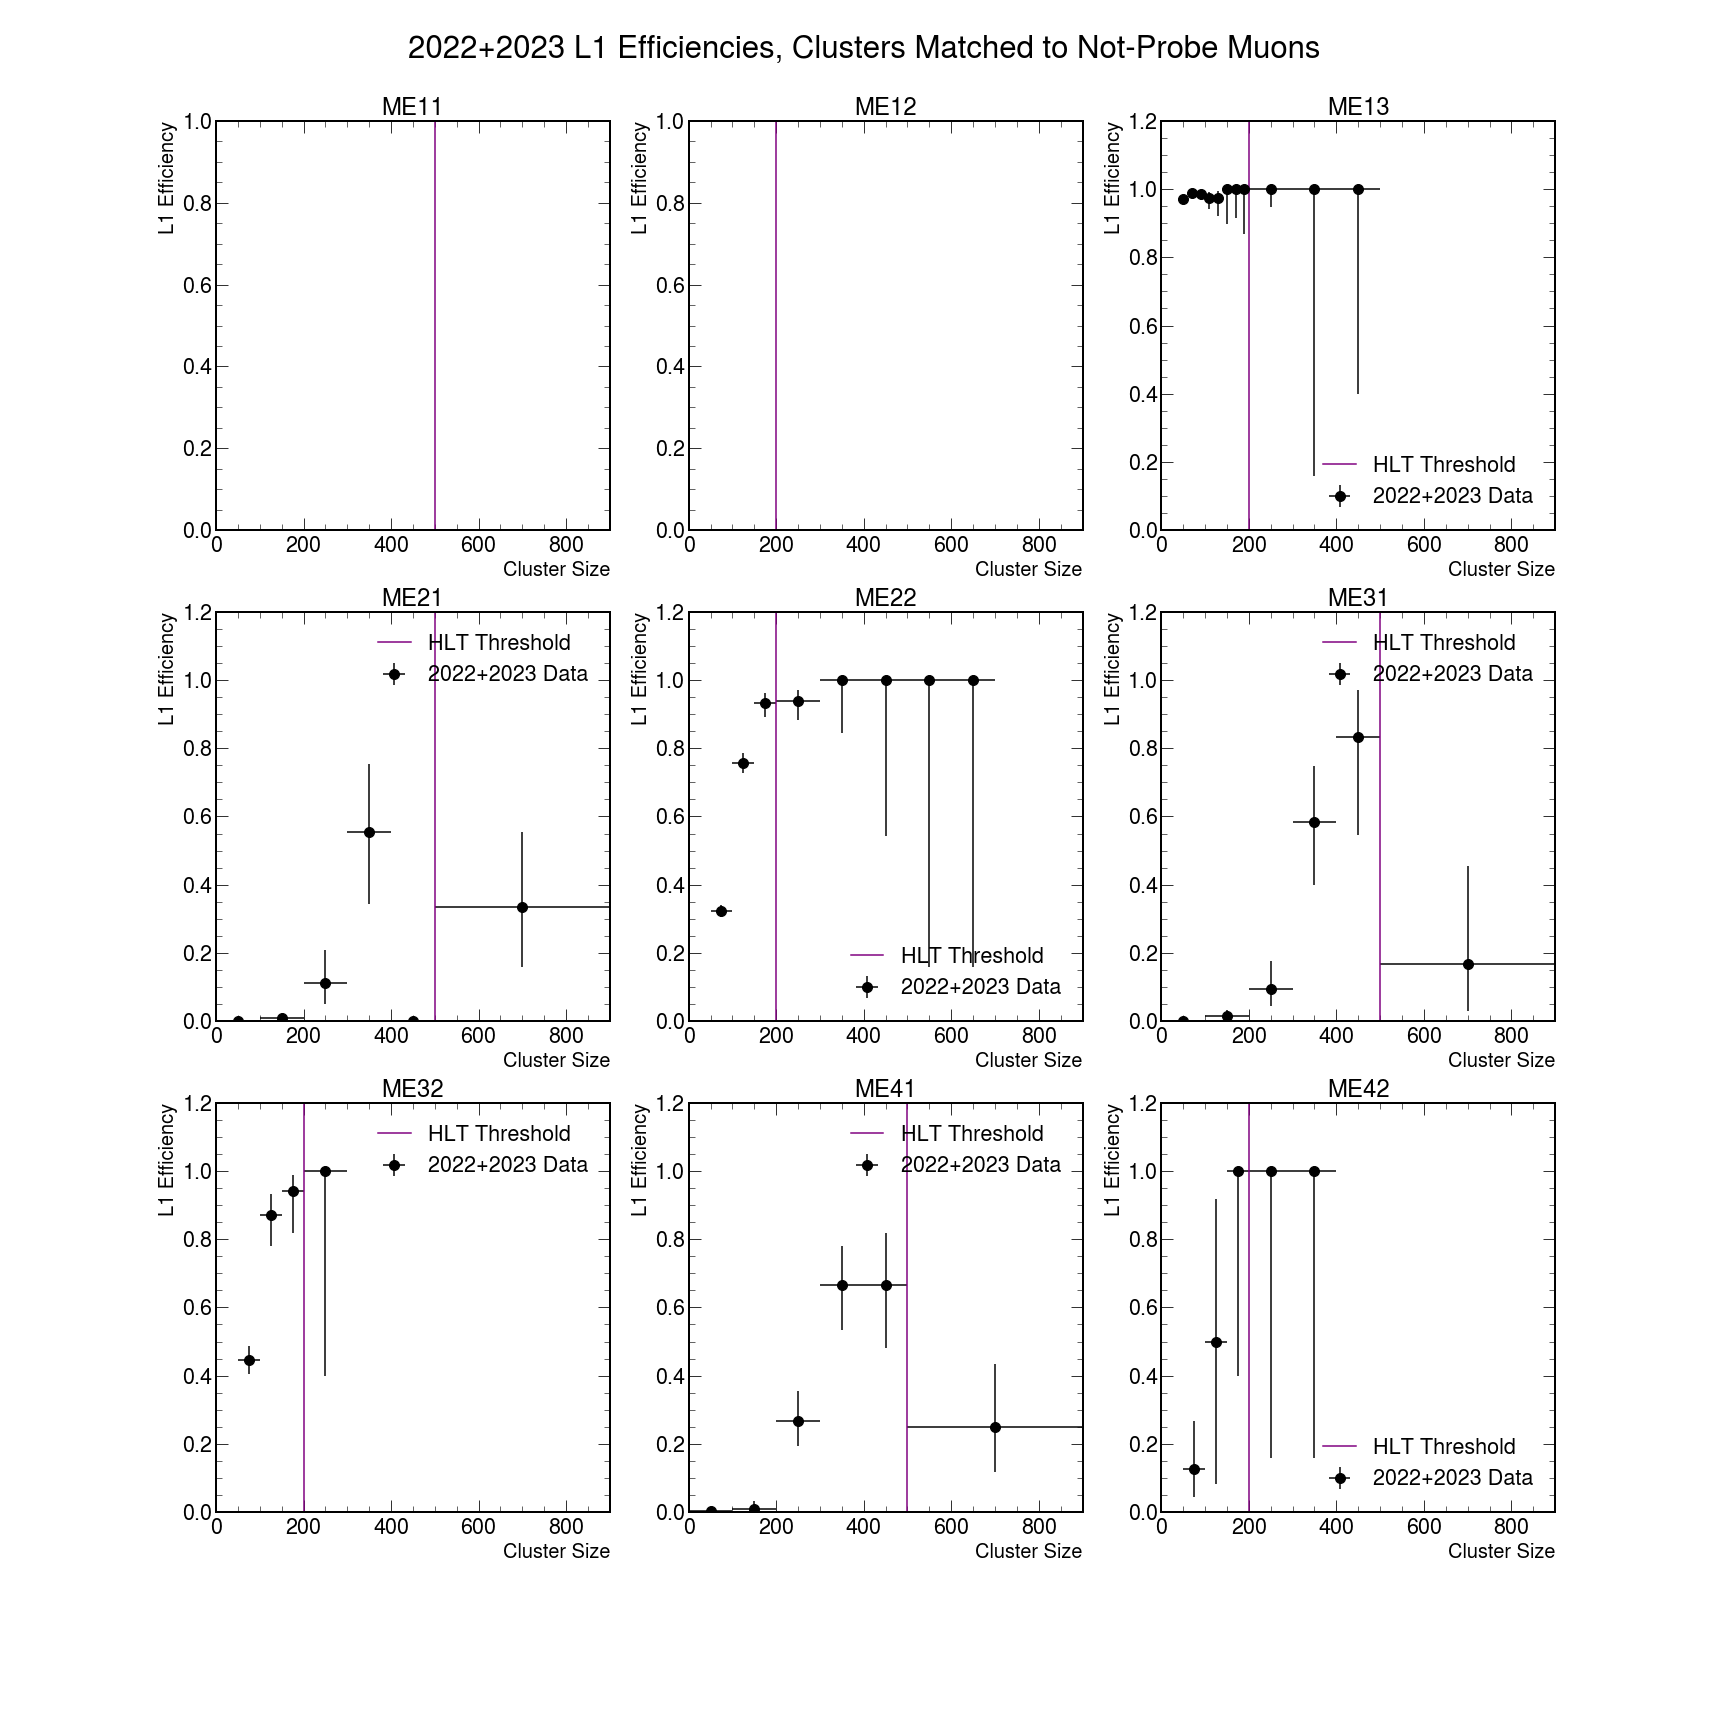 2022+2023 L1 Efficiencies, Clusters Matched to Not-Probe Muons
ME11
L1 Efficiency
1.0
0.8
0.6
0.4
0.2
0.0
0 200 400 600 800
Cluster Size
ME12
L1 Efficiency
1.0
0.8
0.6
0.4
0.2
0.0
0 200 400 600 800
Cluster Size
ME13
L1 Efficiency
1.2
1.0
0.8
0.6
0.4
0.2
0.0
HLT Threshold
2022+2023 Data
0 200 400 600 800
Cluster Size
ME21
L1 Efficiency
1.2
1.0
0.8
0.6
0.4
0.2
0.0
HLT Threshold
2022+2023 Data
0 200 400 600 800
Cluster Size
ME22
L1 Efficiency
1.2
1.0
0.8
0.6
0.4
0.2
0.0
HLT Threshold
2022+2023 Data
0 200 400 600 800
Cluster Size
ME31
L1 Efficiency
1.2
1.0
0.8
0.6
0.4
0.2
0.0
HLT Threshold
2022+2023 Data
0 200 400 600 800
Cluster Size
ME32
L1 Efficiency
1.2
1.0
0.8
0.6
0.4
0.2
0.0
HLT Threshold
2022+2023 Data
0 200 400 600 800
Cluster Size
ME41
L1 Efficiency
1.2
1.0
0.8
0.6
0.4
0.2
0.0
HLT Threshold
2022+2023 Data
0 200 400 600 800
Cluster Size
ME42
L1 Efficiency
1.2
1.0
0.8
0.6
0.4
0.2
0.0
HLT Threshold
2022+2023 Data
0 200 400 600 800
Cluster Size